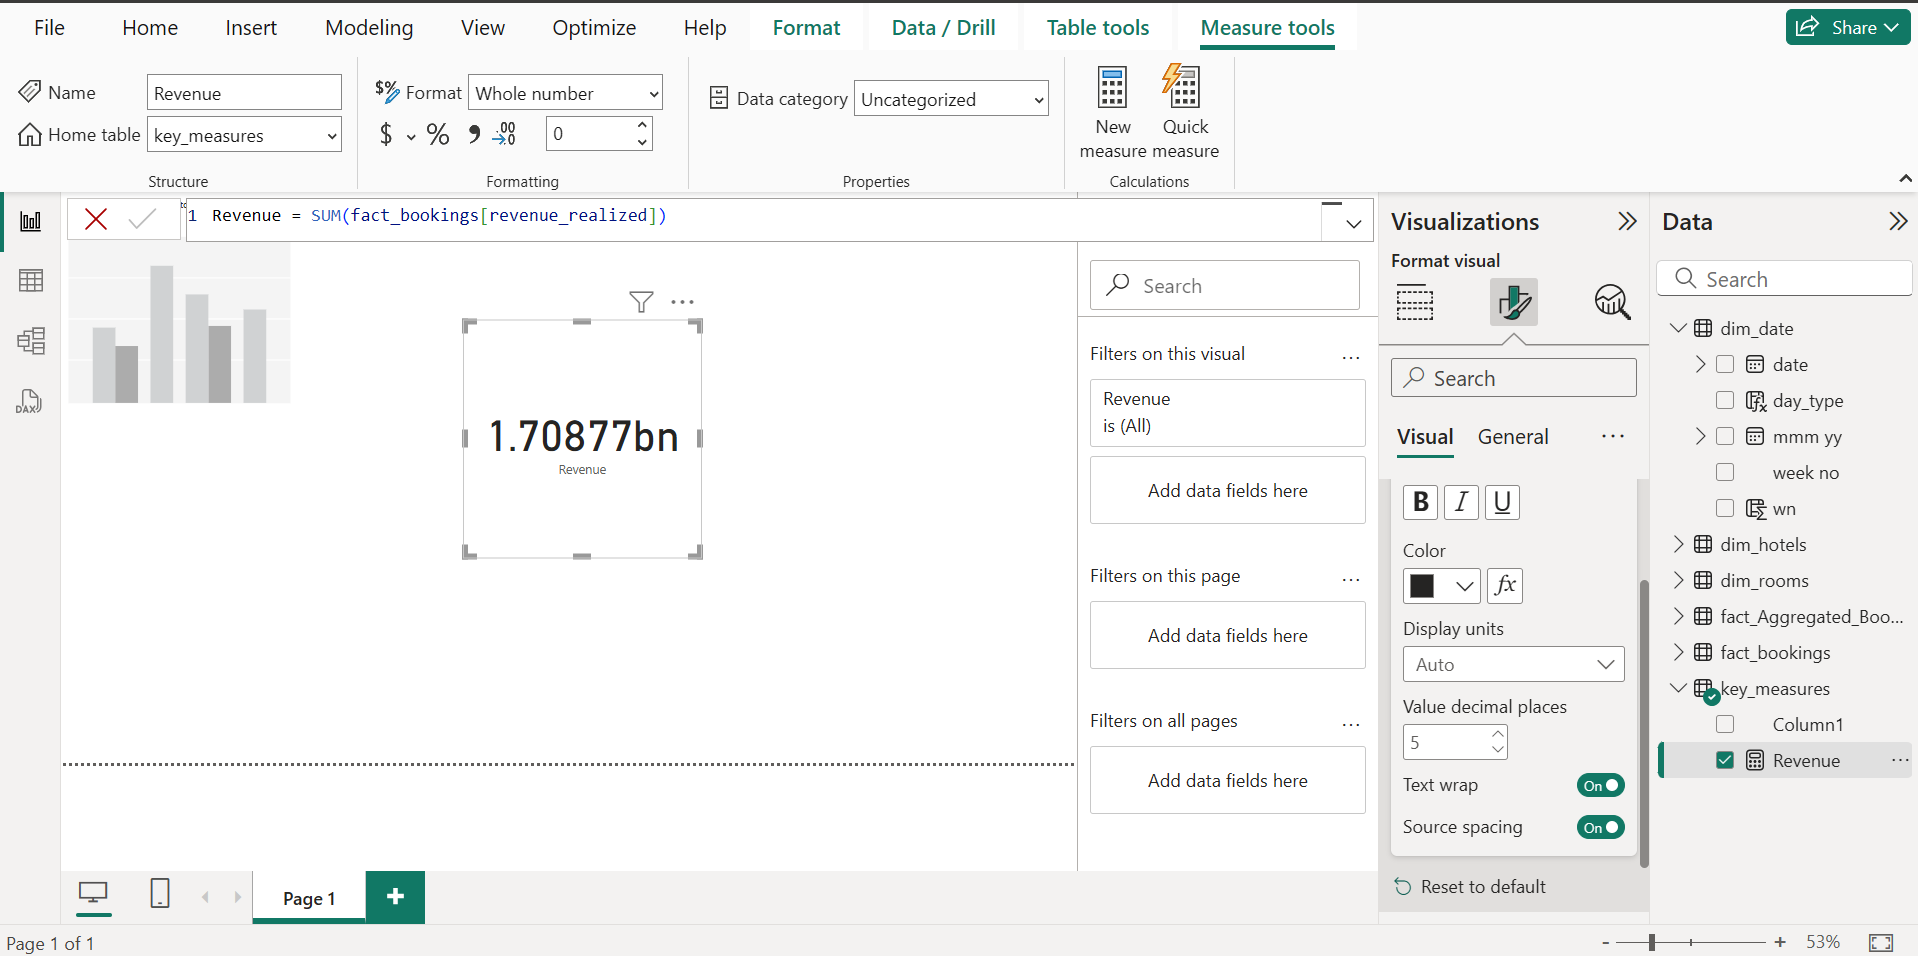 File Home Insert Modeling View Optimize Help Format Data / Drill Table tools Measure tools Share
Name Revenue
Home table key_measures
Structure
$% Format Whole number
$ % 9 .00 →0 0
Formatting
Data category Uncategorized
Properties
New measure
Quick measure
Calculations
1 Revenue = SUM(fact_bookings[revenue_realized])
1.70877bn
Revenue
Search
Filters on this visual ...
Revenue
is (All)
Add data fields here
Filters on this page ...
Add data fields here
Filters on all pages ...
Add data fields here
Visualizations
Format visual
Search
Visual General ...
B I U
Color
fx
Display units
Auto
Value decimal places
5
Text wrap On
Source spacing On
Reset to default
Data
Search
dim_date
date
day_type
mmm yy
week no
wn
dim_hotels
dim_rooms
fact_Aggregated_Boo...
fact_bookings
key_measures
Column1
Revenue ...
DAX
Page 1 +
Page 1 of 1
- + 53%